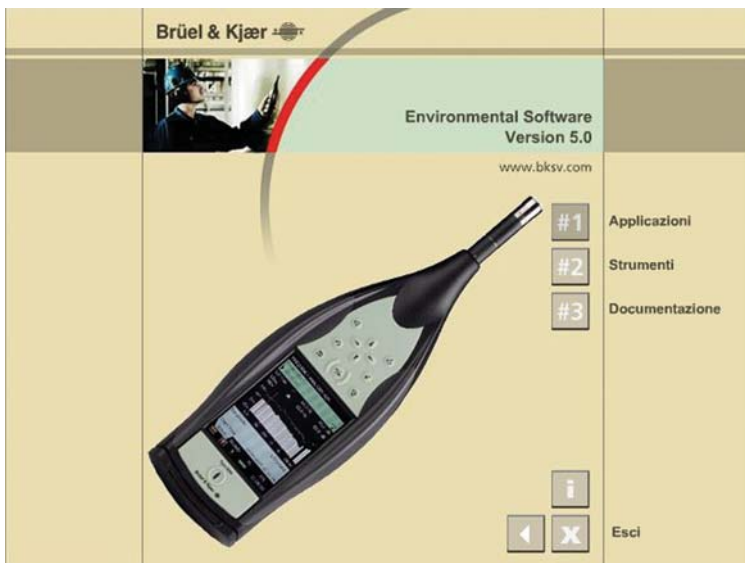 Brüel & Kjær
Environmental Software
Version 5.0
www.bksv.com
#1 Applicazioni
#2 Strumenti
#3 Documentazione
i
x Esci